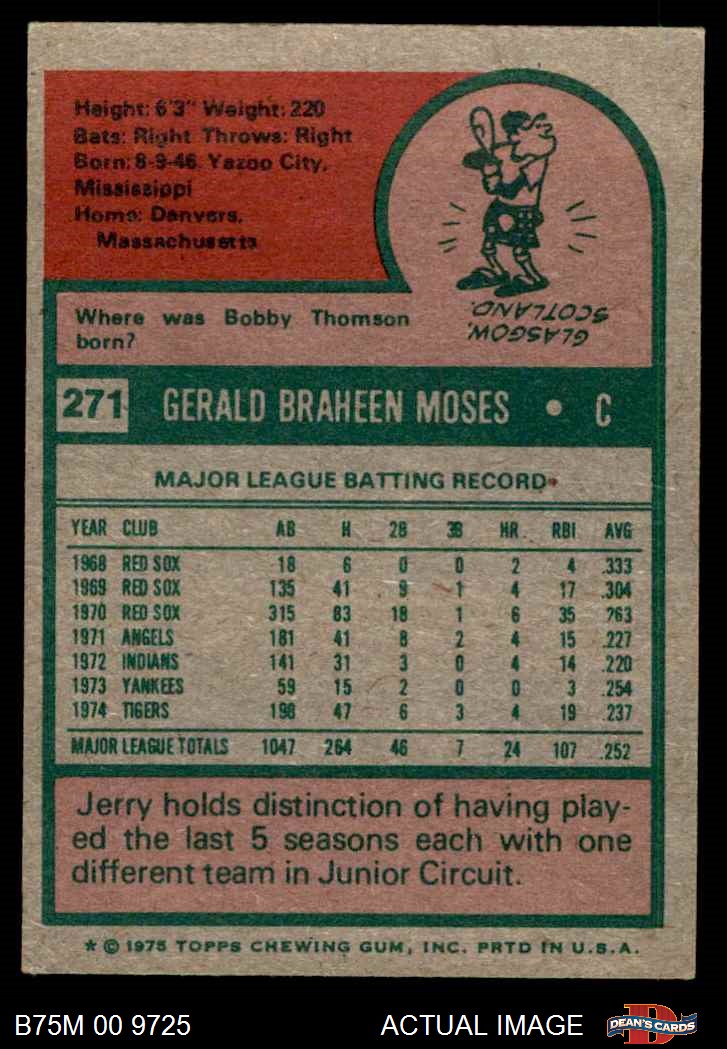 Height: 6'3" Weight: 220
Bats: Right Throws: Right
Born: 8-9-46 Yazoo City,
Mississippi
Home: Danvers,
Massachusetts
GLASGOW,
SCOTLAND.
Where was Bobby Thomson
born?
271 GERALD BRAHEEN MOSES • C
MAJOR LEAGUE BATTING RECORD
YEAR CLUB AB H 2B 3B HR RBI AVG
1968 RED SOX 18 6 0 0 2 4 .333
1969 RED SOX 135 41 9 1 4 17 .304
1970 RED SOX 315 83 18 1 6 35 .263
1971 ANGELS 181 41 8 2 4 15 .227
1972 INDIANS 141 31 3 0 4 14 .220
1973 YANKEES 59 15 2 0 0 3 .254
1974 TIGERS 198 47 6 3 4 19 .237
MAJOR LEAGUE TOTALS 1047 264 46 7 24 107 .252
Jerry holds distinction of having play-
ed the last 5 seasons each with one
different team in Junior Circuit.
* © 1975 TOPPS CHEWING GUM, INC. PRTD IN U.S.A.
B75M 00 9725 ACTUAL IMAGE
D
DEAN'S CARDS